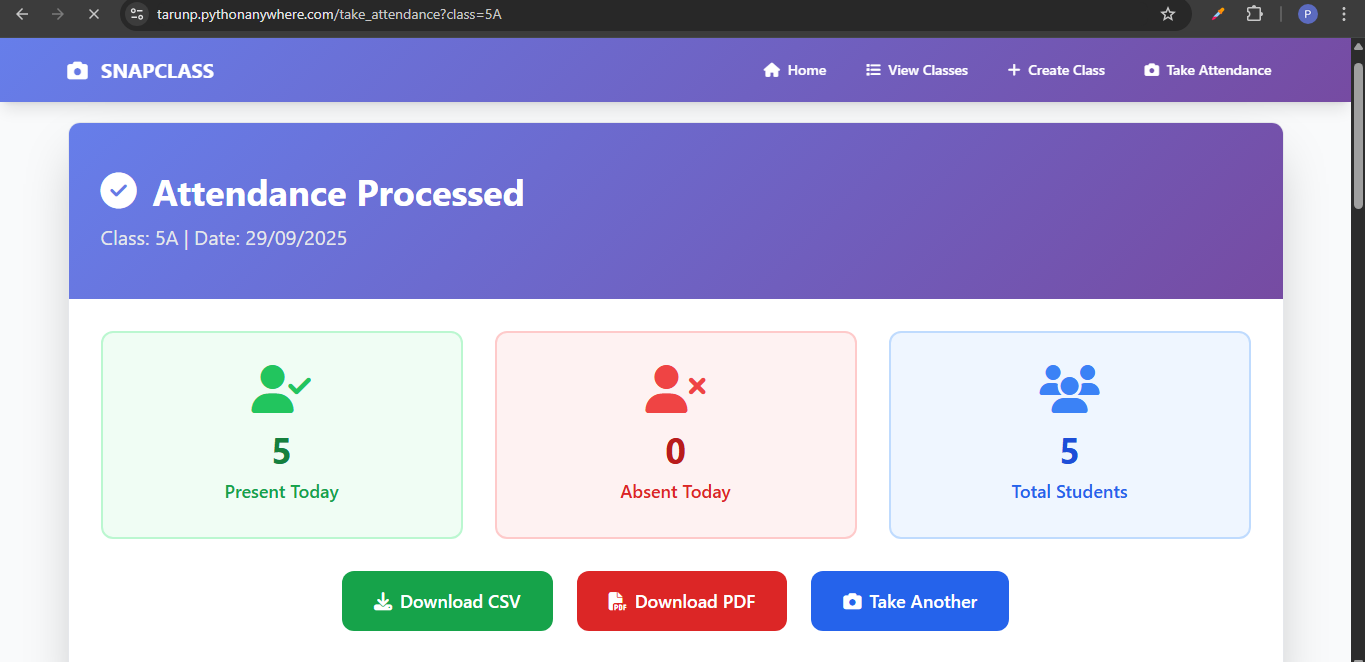 tarunp.pythonanywhere.com/take_attendance?class=5A
P
SNAPCLASS
Home
View Classes
Create Class
Take Attendance
Attendance Processed
Class: 5A | Date: 29/09/2025
5
Present Today
0
Absent Today
5
Total Students
Download CSV
PDF
Download PDF
Take Another